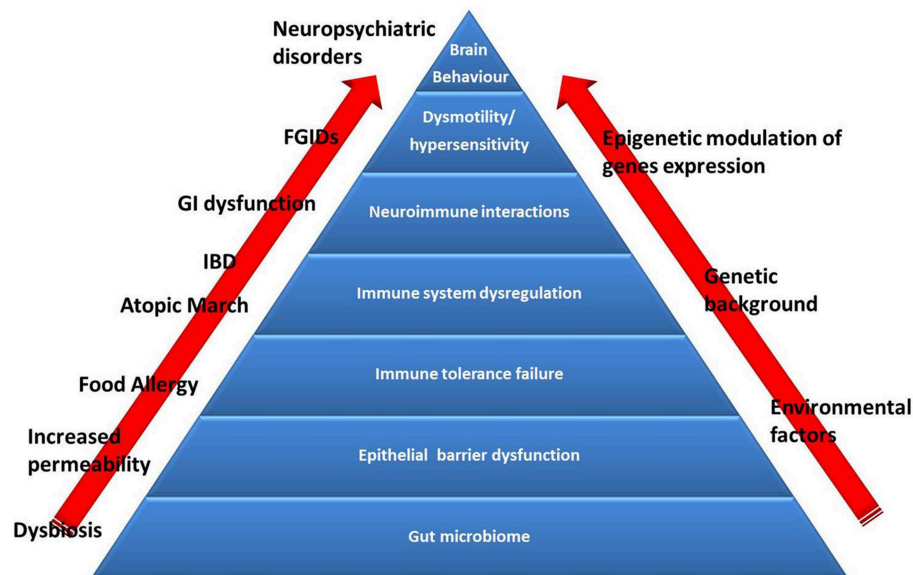 Neuropsychiatric
disorders
Brain
Behaviour
Dysmotility/
hypersensitivity
FGIDs
Epigenetic modulation of
genes expression
GI dysfunction
Neuroimmune interactions
IBD
Genetic
background
Immune system dysregulation
Atopic March
Food Allergy
Immune tolerance failure
Environmental
factors
Increased
permeability
Epithelial barrier dysfunction
Dysbiosis
Gut microbiome